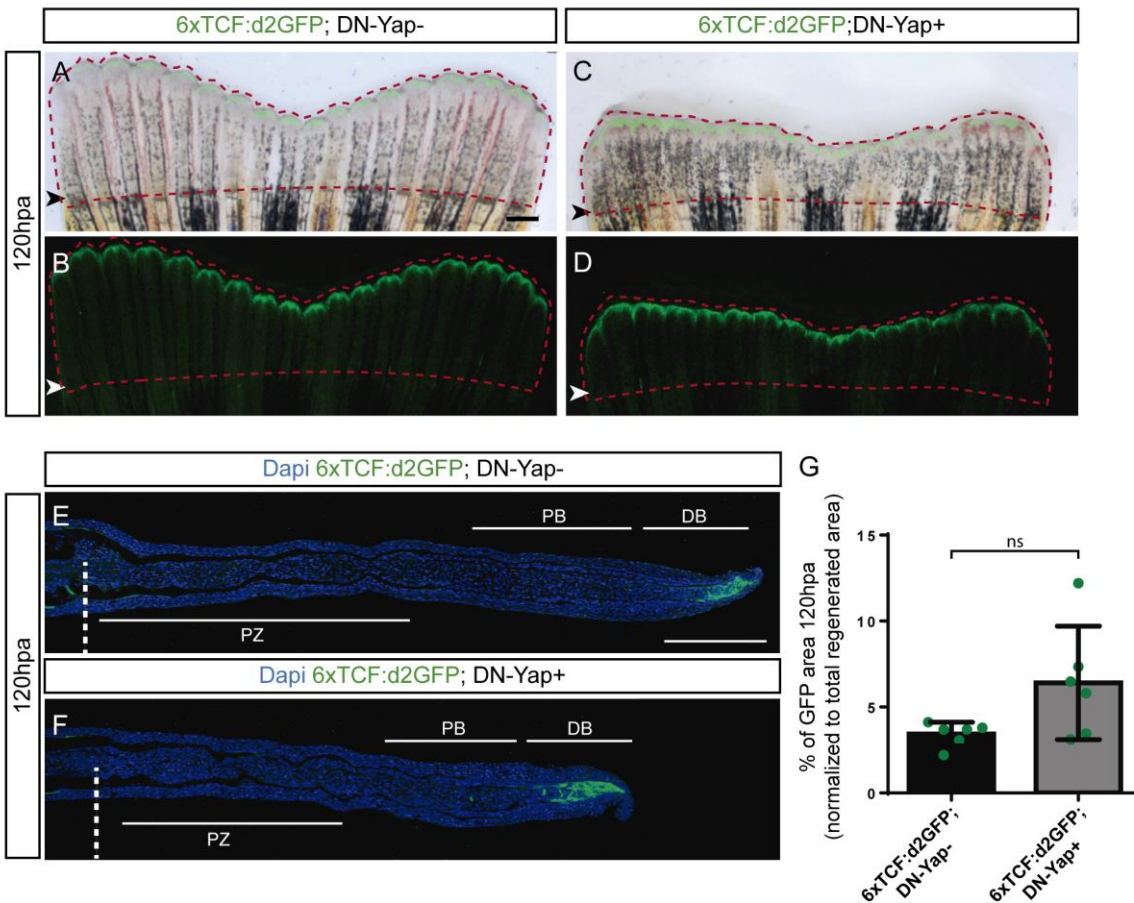 6xTCF:d2GFP; DN-Yap-
6xTCF:d2GFP;DN-Yap+
120hpa
A
C
B
D
Dapi 6xTCF:d2GFP; DN-Yap-
120hpa
E
PB
DB
PZ
Dapi 6xTCF:d2GFP; DN-Yap+
F
PB
DB
PZ
G
% of GFP area 120hpa
(normalized to total regenerated area)
15
10
5
0
ns
6xTCF:d2GFP;
DN-Yap-
6xTCF:d2GFP;
DN-Yap+